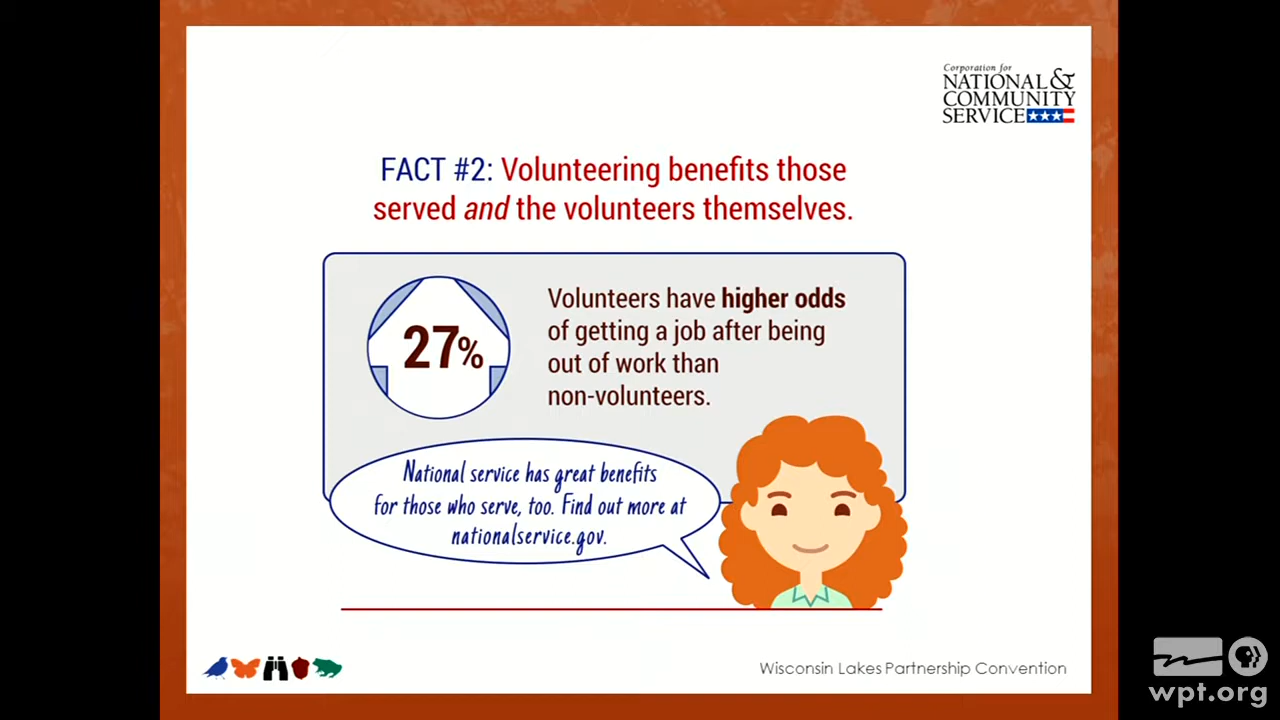 Corporation for
NATIONAL &
COMMUNITY
SERVICE
FACT #2: Volunteering benefits those
served and the volunteers themselves.
27%
Volunteers have higher odds
of getting a job after being
out of work than
non-volunteers.
National service has great benefits
for those who serve, too. Find out more at
nationalservice.gov.
Wisconsin Lakes Partnership Convention
wpt.org